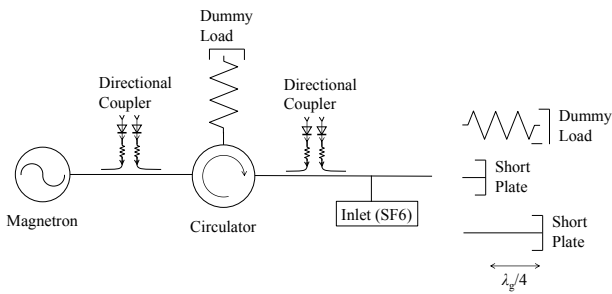 Dummy
Load
Directional
Coupler
Directional
Coupler
Magnetron
Circulator
Inlet (SF6)
Dummy
Load
Short
Plate
Short
Plate
λg/4